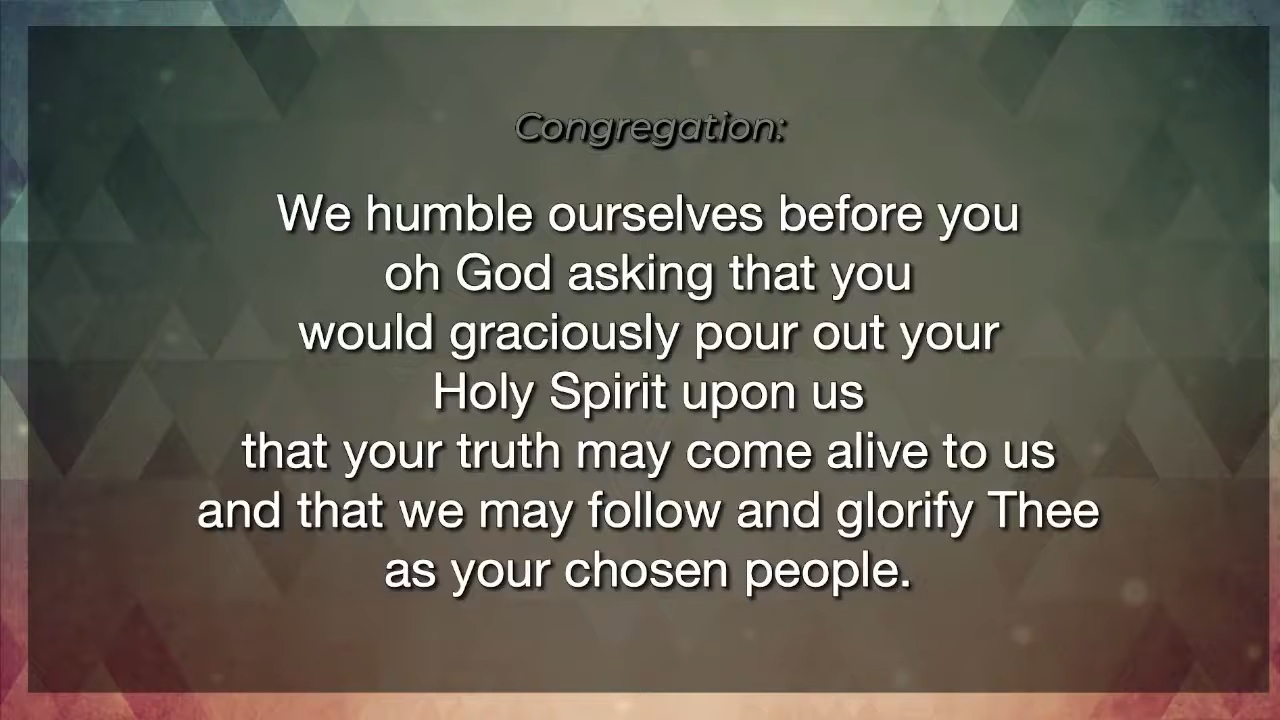 Congregation:
We humble ourselves before you
oh God asking that you
would graciously pour out your
Holy Spirit upon us
that your truth may come alive to us
and that we may follow and glorify Thee
as your chosen people.